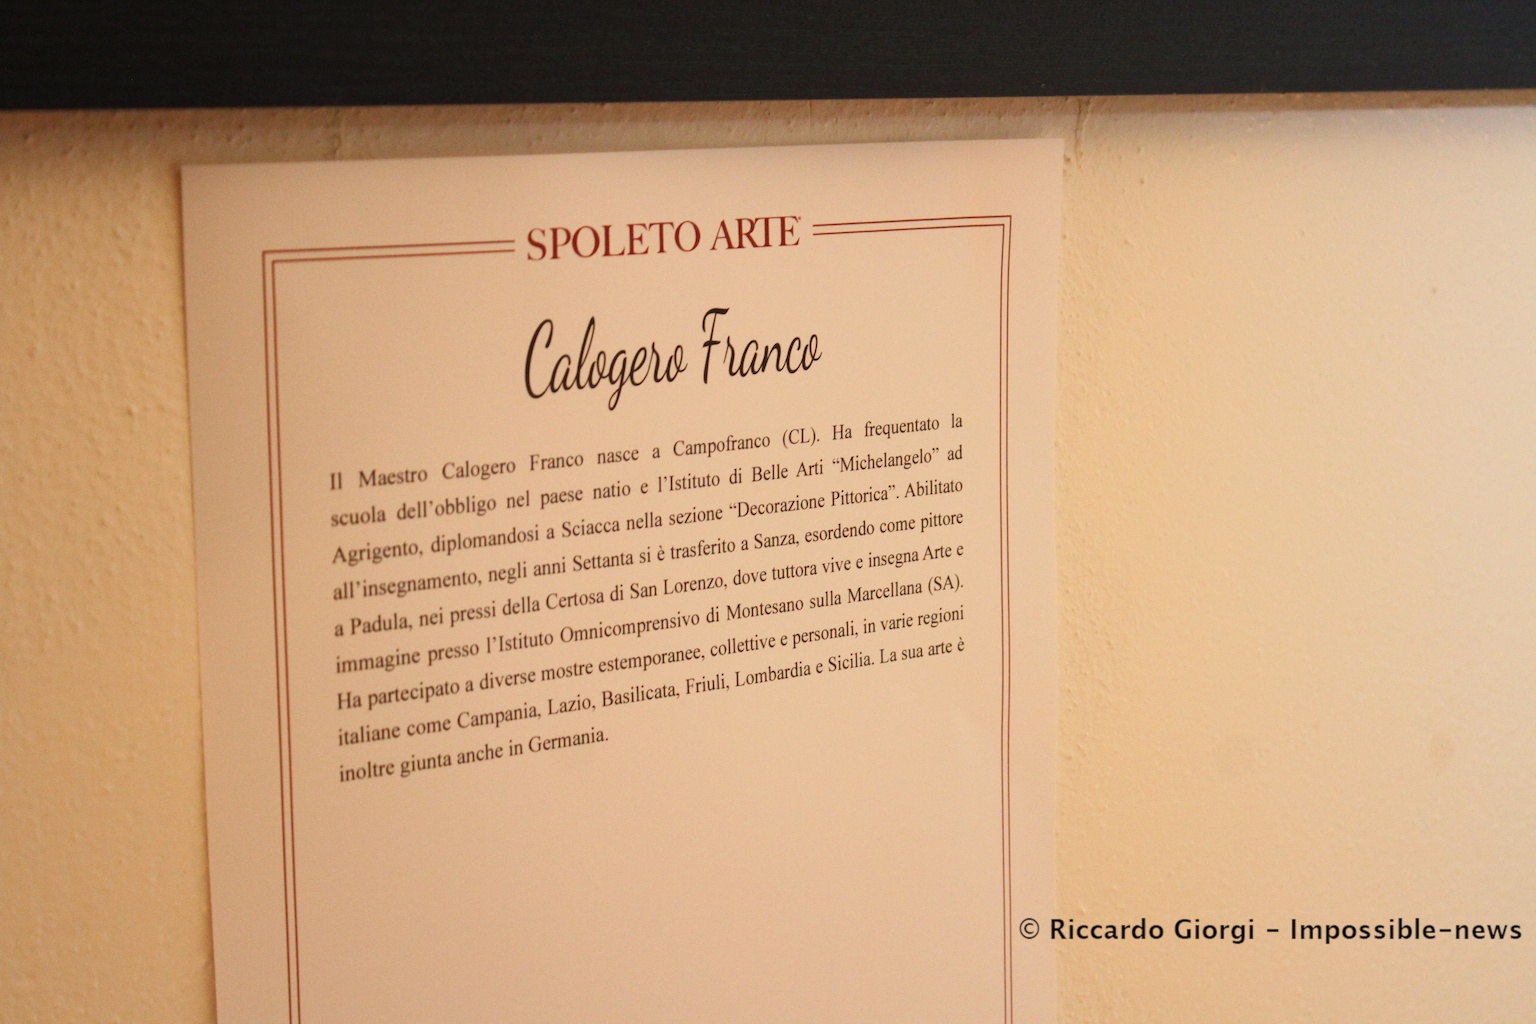 SPOLETO ARTE
Calogero Franco
Il Maestro Calogero Franco nasce a Campofranco (CL). Ha frequentato la
scuola dell’obbligo nel paese natio e l’Istituto di Belle Arti “Michelangelo” ad
Agrigento, diplomandosi a Sciacca nella sezione “Decorazione Pittorica”. Abilitato
all’insegnamento, negli anni Settanta si è trasferito a Sanza, esordendo come pittore
a Padula, nei pressi della Certosa di San Lorenzo, dove tuttora vive e insegna Arte e
immagine presso l’Istituto Omnicomprensivo di Montesano sulla Marcellana (SA).
Ha partecipato a diverse mostre estemporanee, collettive e personali, in varie regioni
italiane come Campania, Lazio, Basilicata, Friuli, Lombardia e Sicilia. La sua arte è
inoltre giunta anche in Germania.
© Riccardo Giorgi - Impossible-news